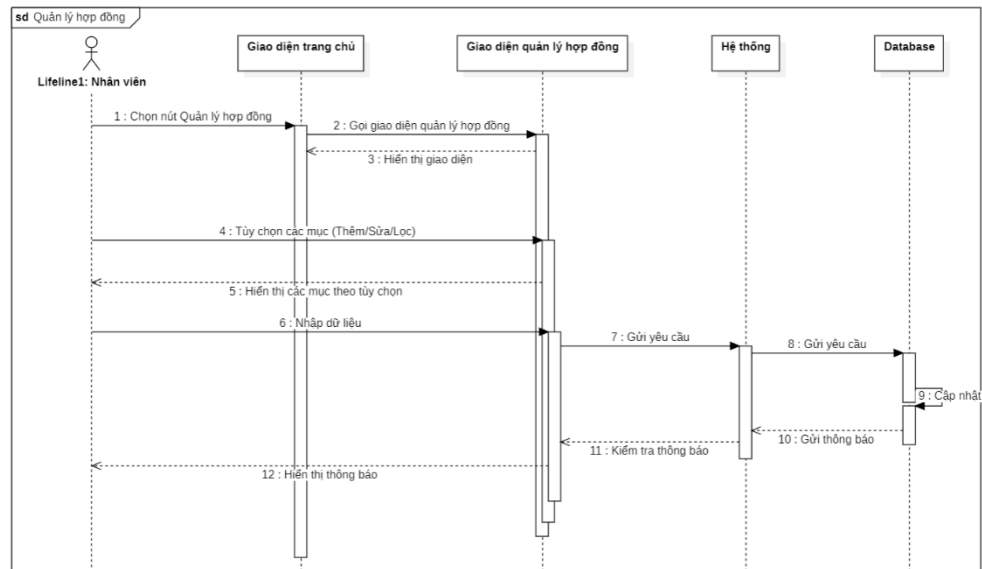 sd Quản lý hợp đồng
Lifeline1: Nhân viên
Giao diện trang chủ
Giao diện quản lý hợp đồng
Hệ thống
Database
1 : Chọn nút Quản lý hợp đồng
2 : Gọi giao diện quản lý hợp đồng
3 : Hiển thị giao diện
4 : Tùy chọn các mục (Thêm/Sửa/Lọc)
5 : Hiển thị các mục theo tùy chọn
6 : Nhập dữ liệu
7 : Gửi yêu cầu
8 : Gửi yêu cầu
9 : Cập nhật
10 : Gửi thông báo
11 : Kiểm tra thông báo
12 : Hiển thị thông báo